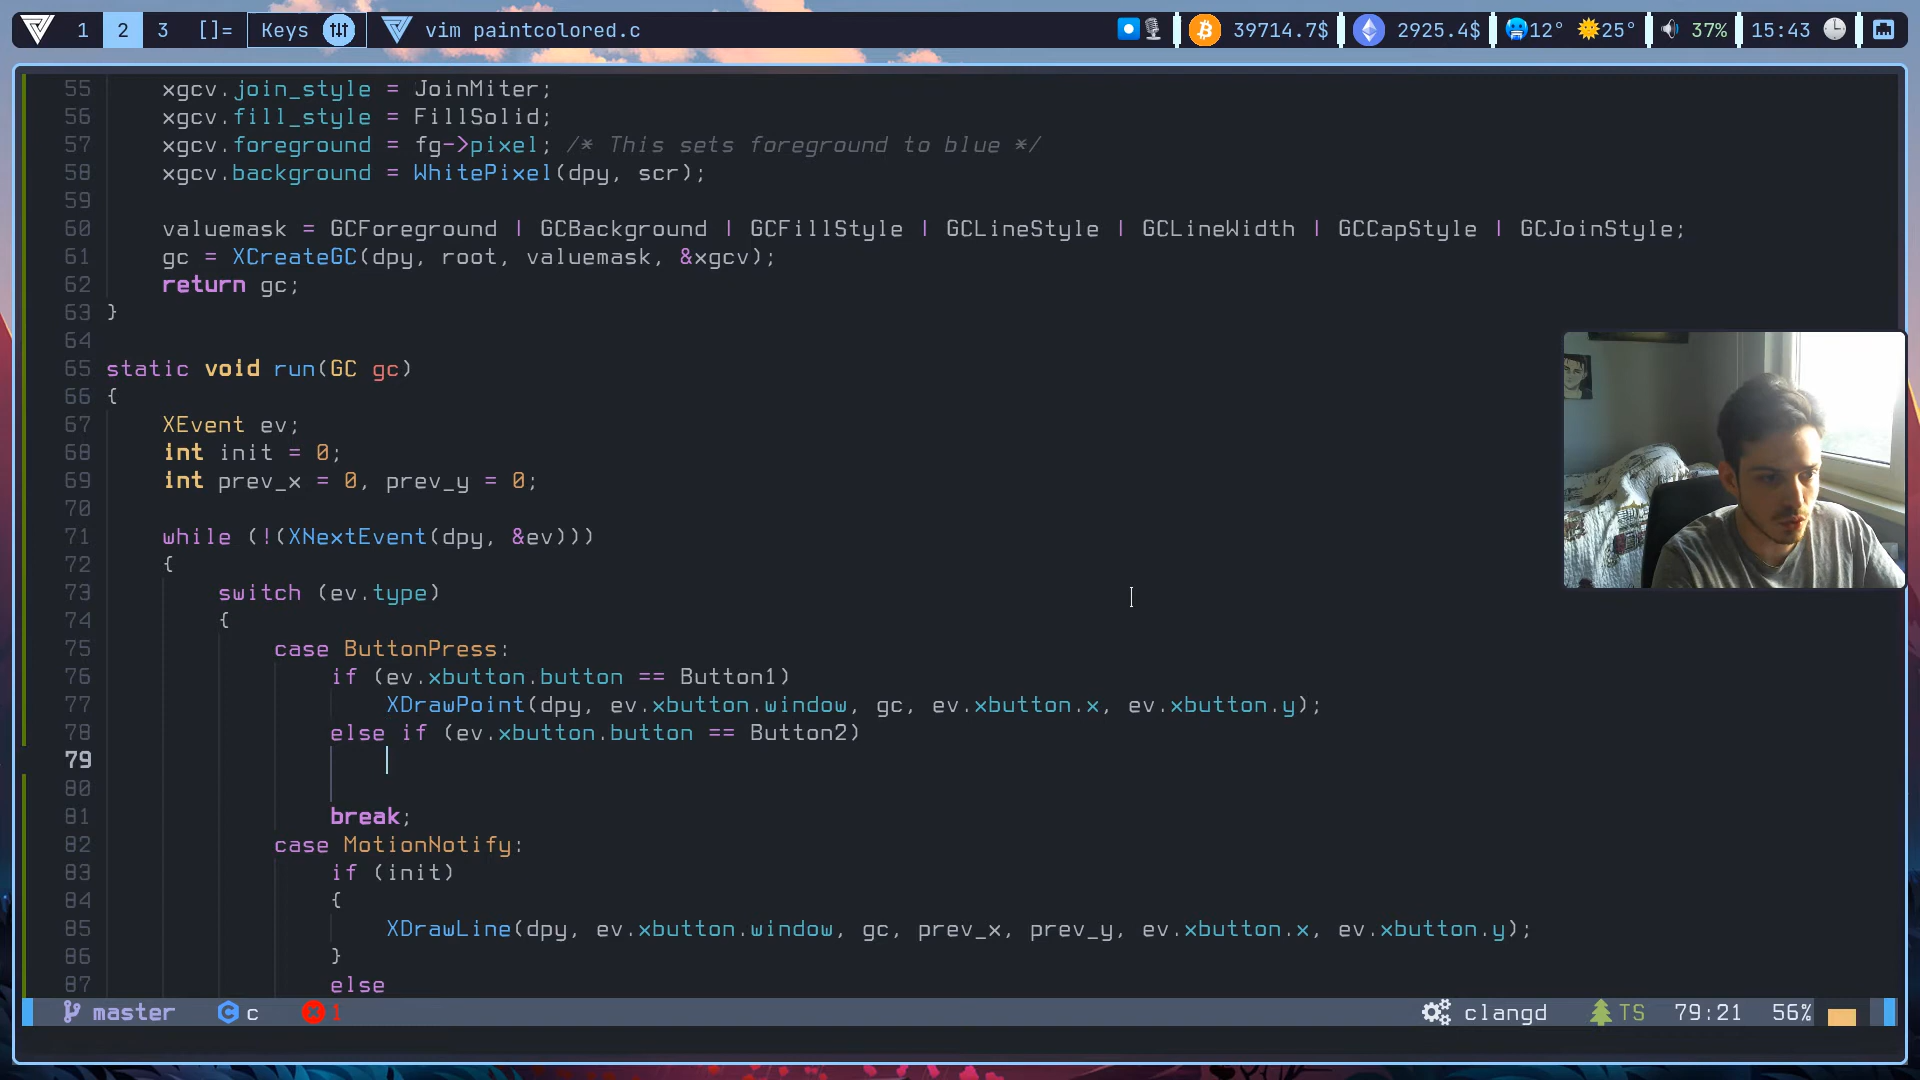 1 2 3 []= Keys vim paintcolored.c 39714.7$ 2925.4$ 12° 25° 37% 15:43
55 xgcv.join_style = JoinMiter;
56 xgcv.fill_style = FillSolid;
57 xgcv.foreground = fg->pixel; /* This sets foreground to blue */
58 xgcv.background = WhitePixel(dpy, scr);
59
60 valuemask = GCForeground | GCBackground | GCFillStyle | GCLineStyle | GCLineWidth | GCCapStyle | GCJoinStyle;
61 gc = XCreateGC(dpy, root, valuemask, &xgcv);
62 return gc;
63 }
64
65 static void run(GC gc)
66 {
67 XEvent ev;
68 int init = 0;
69 int prev_x = 0, prev_y = 0;
70
71 while (!(XNextEvent(dpy, &ev)))
72 {
73 switch (ev.type)
74 {
75 case ButtonPress:
76 if (ev.xbutton.button == Button1)
77 XDrawPoint(dpy, ev.xbutton.window, gc, ev.xbutton.x, ev.xbutton.y);
78 else if (ev.xbutton.button == Button2)
79
80
81 break;
82 case MotionNotify:
83 if (init)
84 {
85 XDrawLine(dpy, ev.xbutton.window, gc, prev_x, prev_y, ev.xbutton.x, ev.xbutton.y);
86 }
87 else
master c 1 clangd TS 79:21 56%